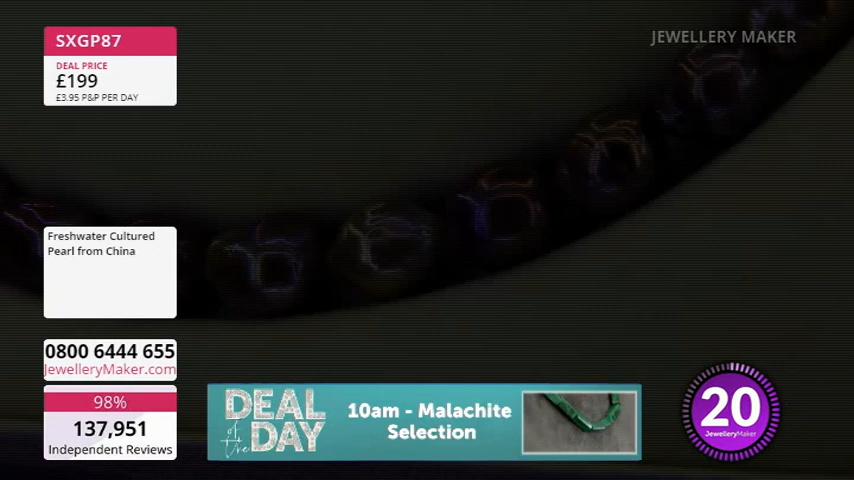 SXGP87
DEAL PRICE
£199
£3.95 P&P PER DAY
JEWELLERY MAKER
Freshwater Cultured
Pearl from China
0800 6444 655
JewelleryMaker.com
98%
137,951
Independent Reviews
DEAL
of the
DAY
10am - Malachite
Selection
20
JewelleryMaker